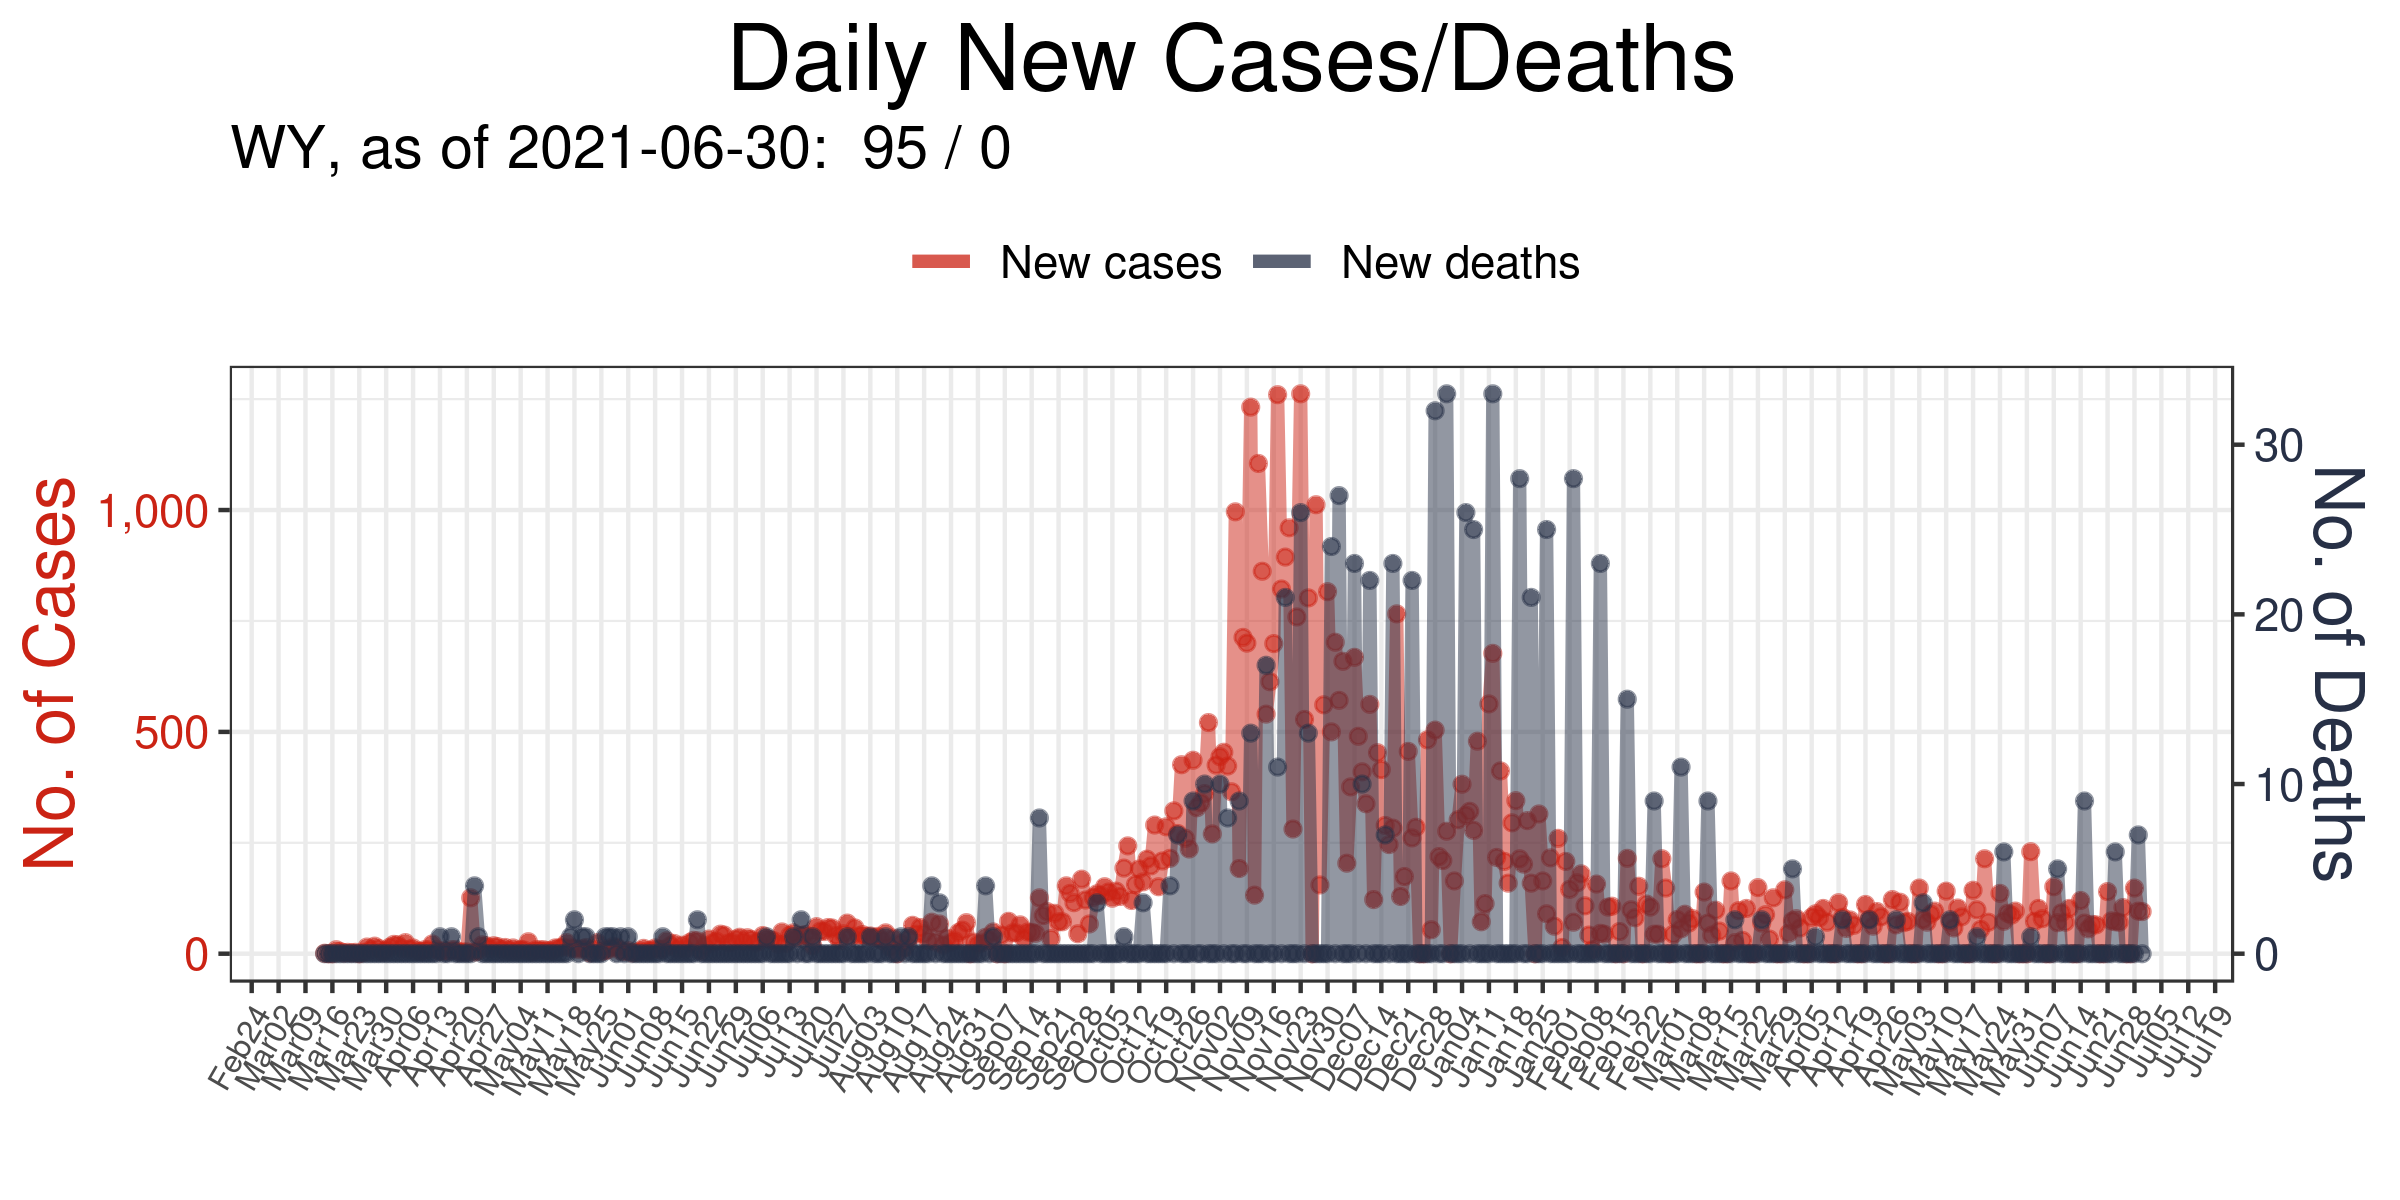 Daily New Cases/Deaths
WY, as of 2021-06-30:  95 / 0
New cases
New deaths
No. of Cases
1,000
500
0
30
20
10
0
No. of Deaths
Feb24
Mar02
Mar09
Mar16
Mar23
Mar30
Apr06
Apr13
Apr20
Apr27
May04
May11
May18
May25
Jun01
Jun08
Jun15
Jun22
Jun29
Jul06
Jul13
Jul20
Jul27
Aug03
Aug10
Aug17
Aug24
Aug31
Sep07
Sep14
Sep21
Sep28
Oct05
Oct12
Oct19
Oct26
Nov02
Nov09
Nov16
Nov23
Nov30
Dec07
Dec14
Dec21
Dec28
Jan04
Jan11
Jan18
Jan25
Feb01
Feb08
Feb15
Feb22
Mar01
Mar08
Mar15
Mar22
Mar29
Apr05
Apr12
Apr19
Apr26
May03
May10
May17
May24
May31
Jun07
Jun14
Jun21
Jun28
Jul05
Jul12
Jul19